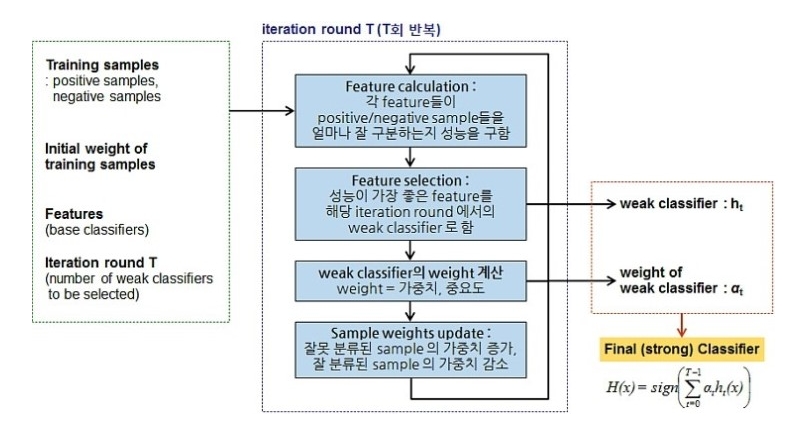 iteration round T (T회 반복)
Training samples
: positive samples,
negative samples
Initial weight of
training samples
Features
(base classifiers)
Iteration round T
(number of weak classifiers
to be selected)
Feature calculation :
각 feature들이
positive/negative sample들을
얼마나 잘 구분하는지 성능을 구함
Feature selection :
성능이 가장 좋은 feature를
해당 iteration round 에서의
weak classifier 로 함
weak classifier의 weight 계산
weight = 가중치, 중요도
Sample weights update :
잘못 분류된 sample 의 가중치 증가,
잘 분류된 sample 의 가중치 감소
weak classifier : hₜ
weight of
weak classifier : αₜ
Final (strong) Classifier
H(x) = sign(∑_{t=0}^{T−1} αₜhₜ(x))